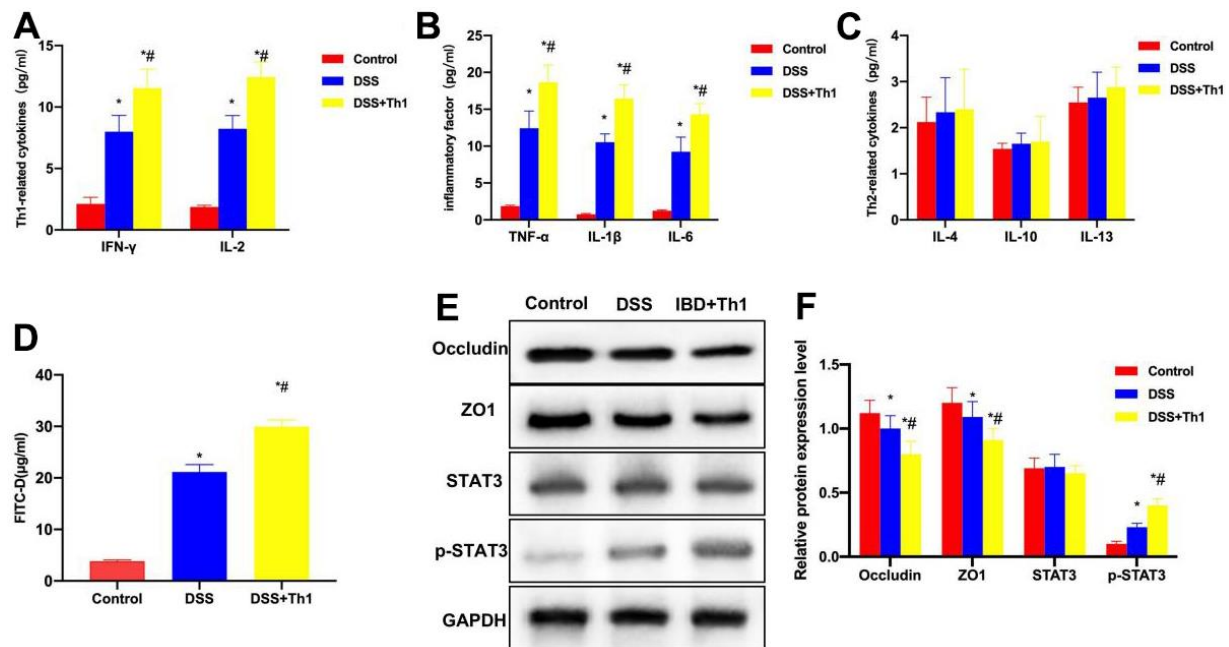 A
Th1-related cytokines (pg/ml)
15
10
5
0
*
*#
*
*#
IFN-γ
IL-2
Control
DSS
DSS+Th1
B
inflammatory factor (pg/ml)
25
20
15
10
5
0
*
*#
*
*#
*
*#
TNF-α
IL-1β
IL-6
Control
DSS
DSS+Th1
C
Th2-related cytokines (pg/ml)
4
3
2
1
0
IL-4
IL-10
IL-13
Control
DSS
DSS+Th1
D
FITC-D(μg/ml)
40
30
20
10
0
*
*#
Control
DSS
DSS+Th1
E
Control DSS IBD+Th1
Occludin
ZO1
STAT3
p-STAT3
GAPDH
F
Relative protein expression level
1.5
1.0
0.5
0.0
*
*#
*
*#
*
*#
Occludin
ZO1
STAT3
p-STAT3
Control
DSS
DSS+Th1